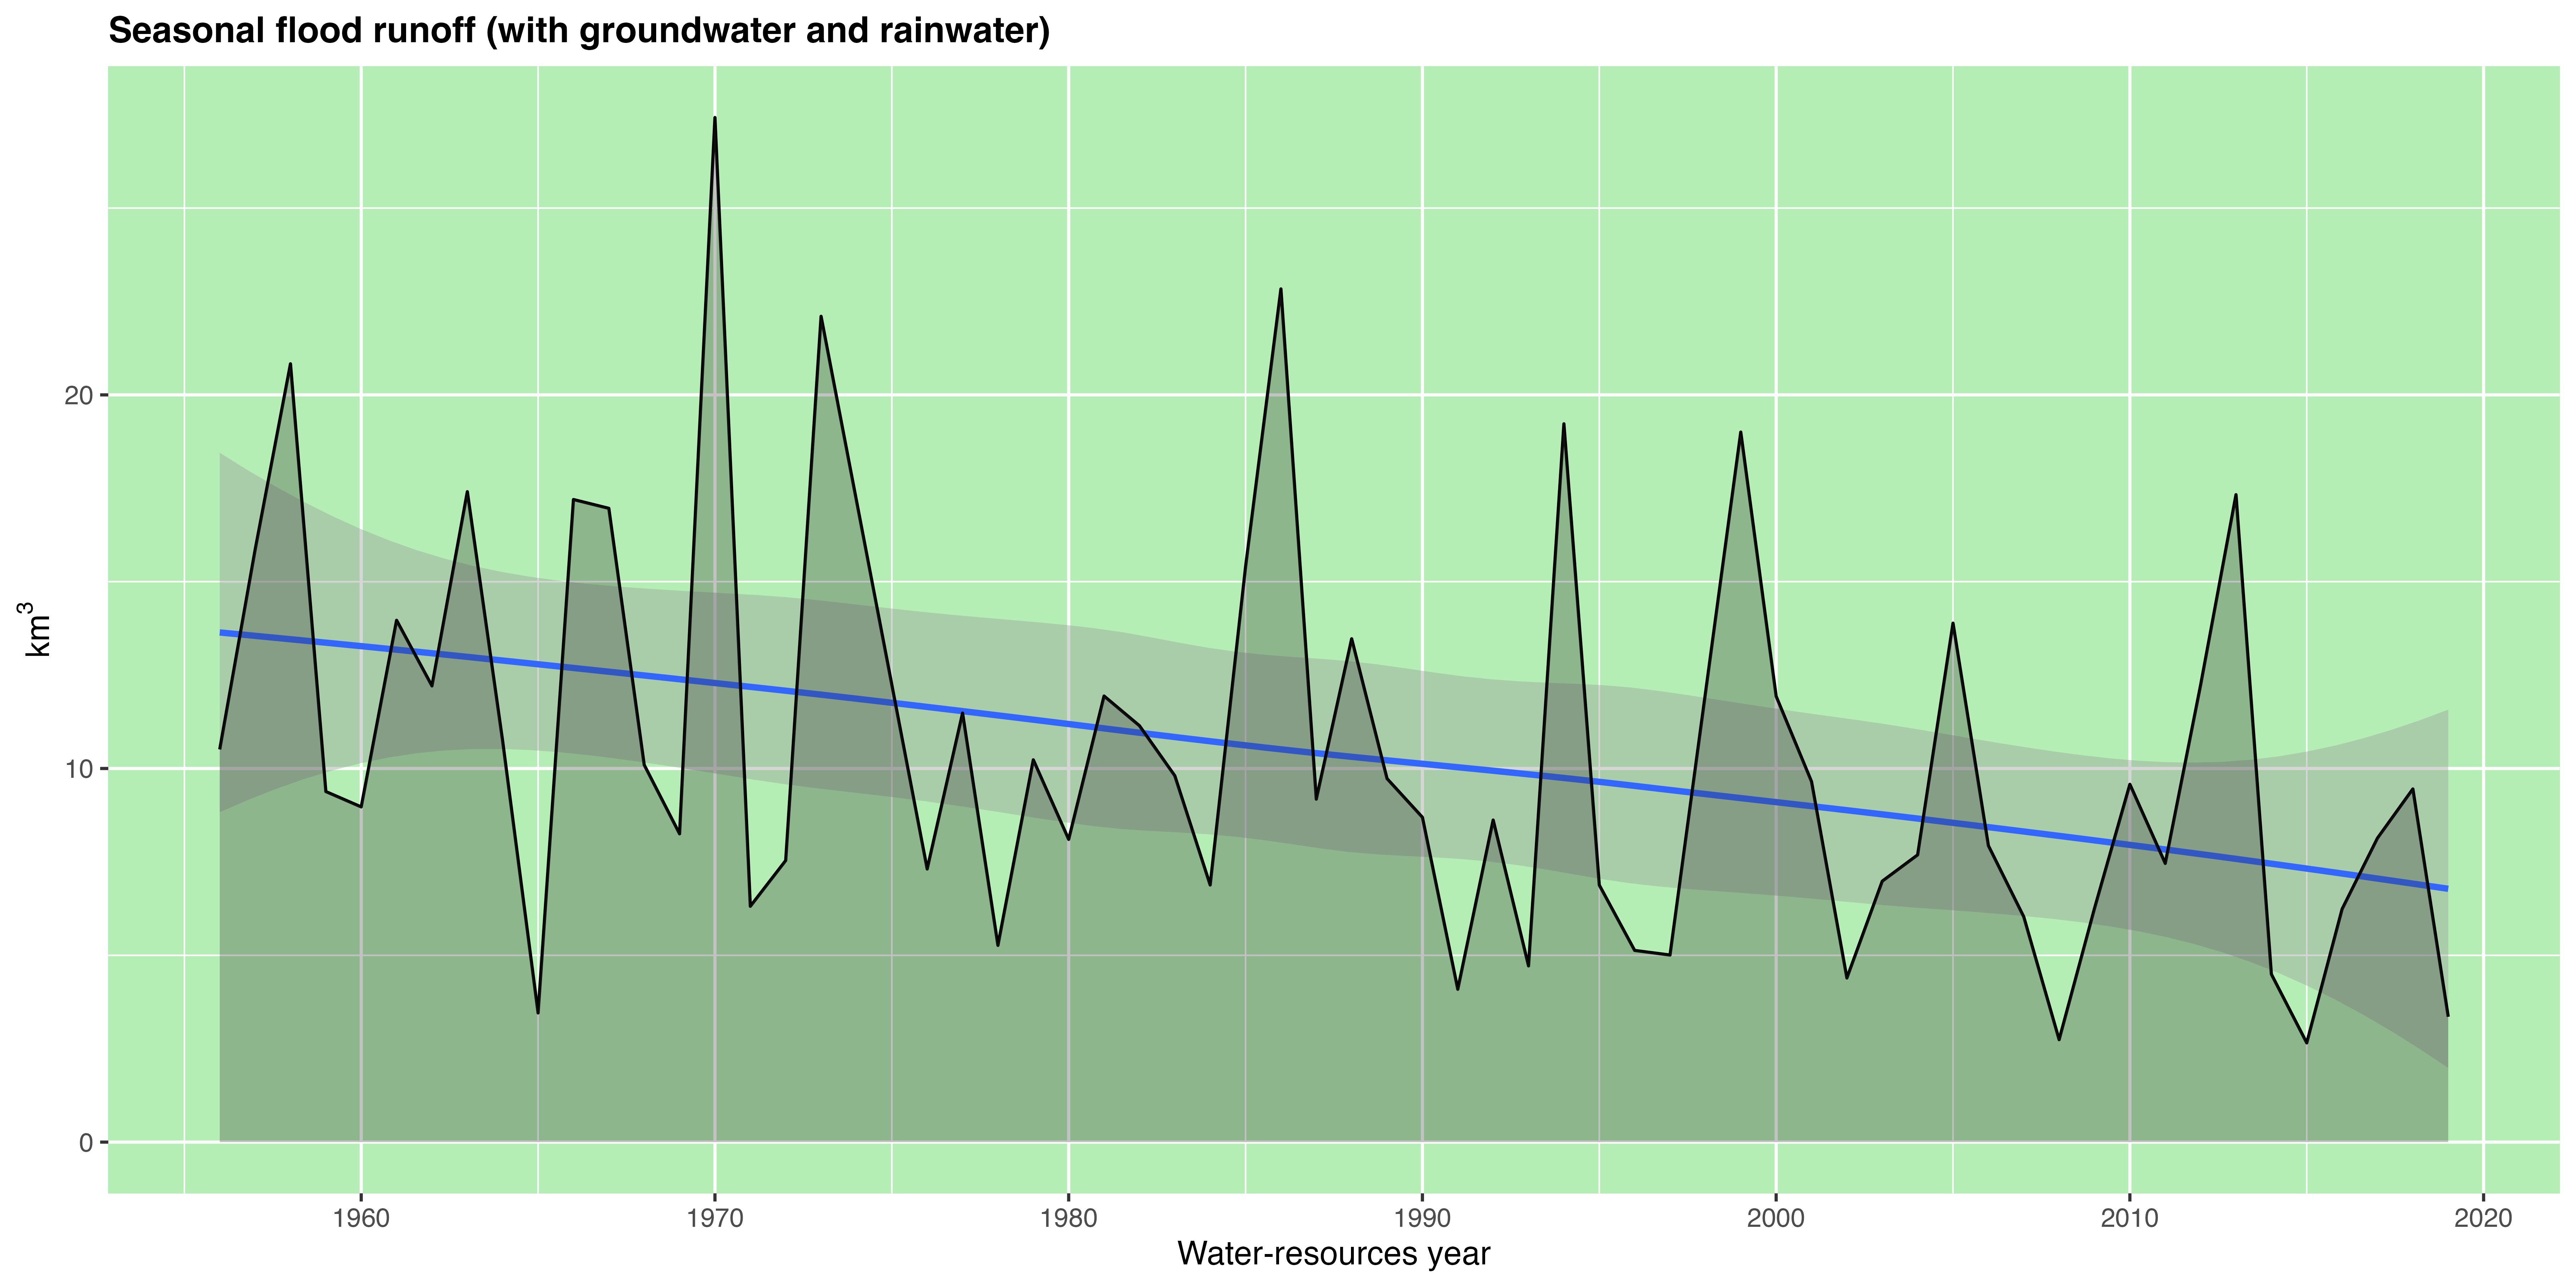 Seasonal flood runoff (with groundwater and rainwater)
km³
20
10
0
1960 1970 1980 1990 2000 2010 2020
Water-resources year